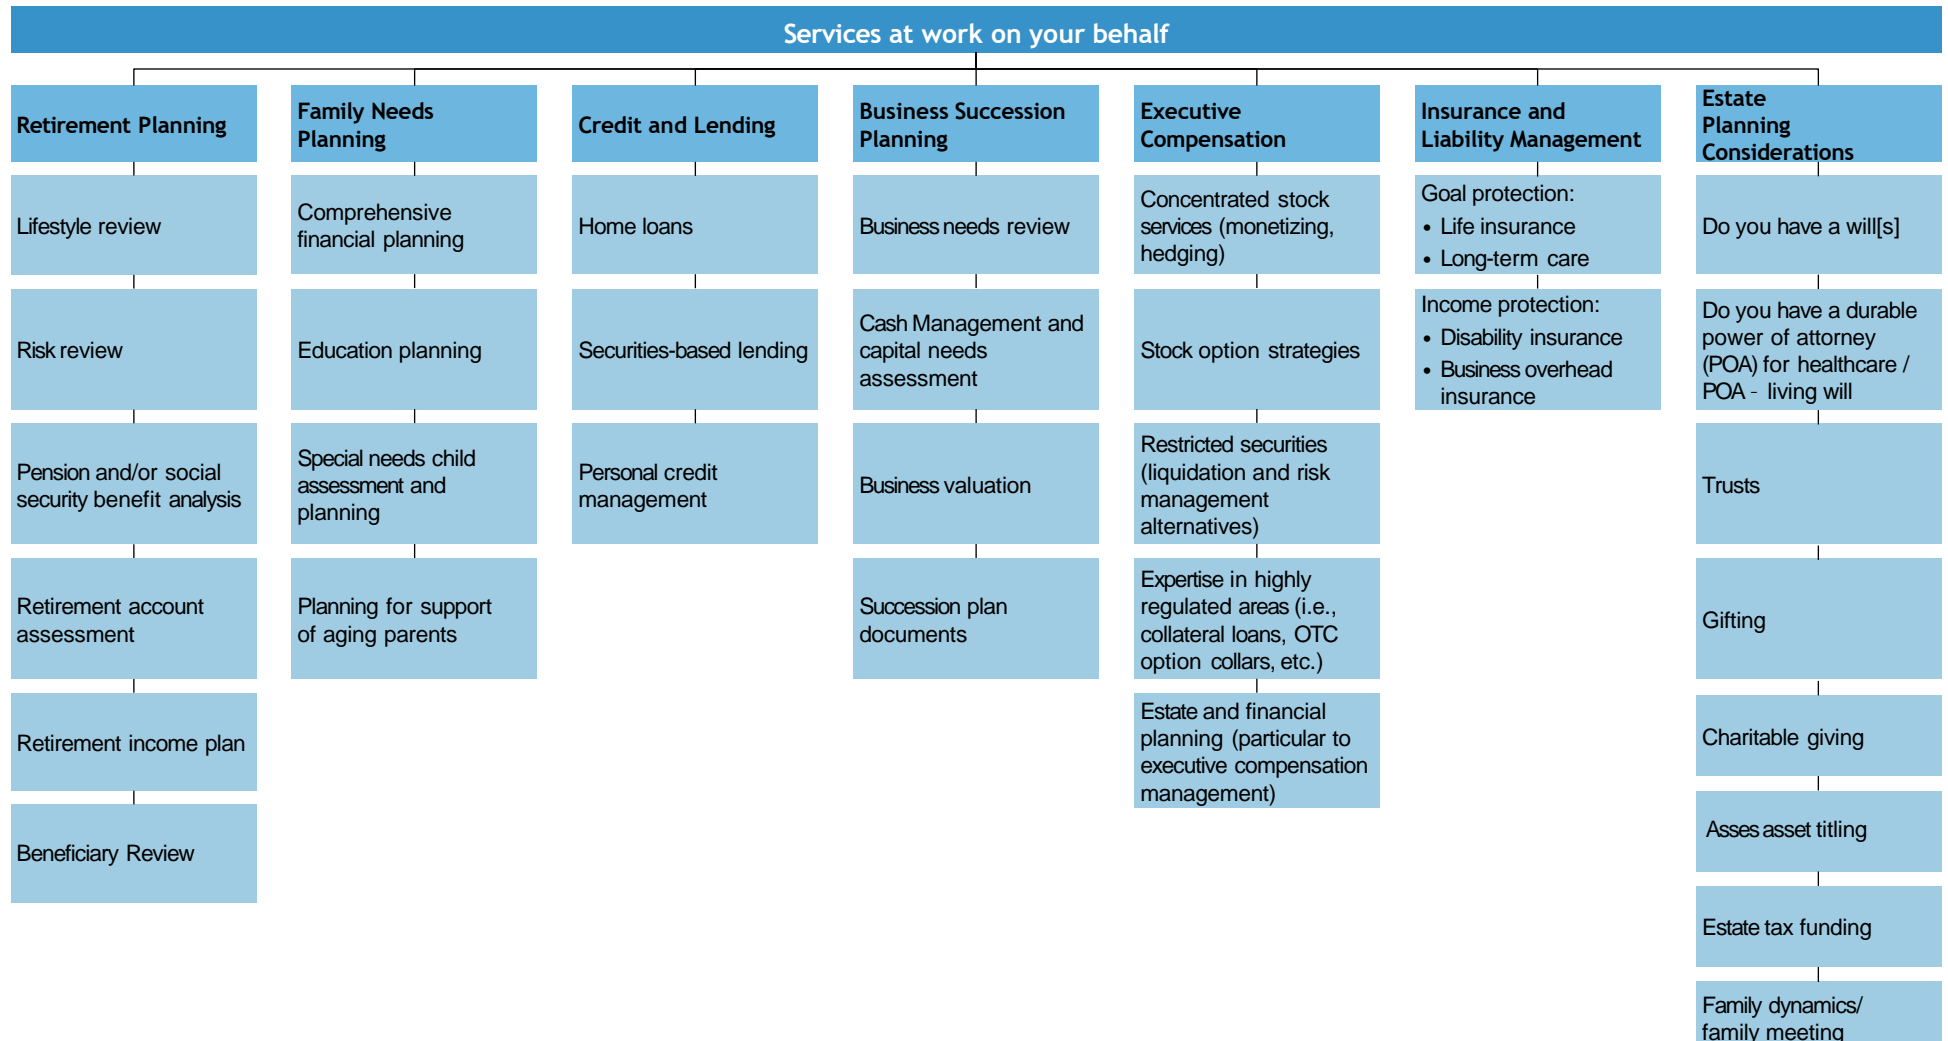 Services at work on your behalf
Retirement Planning
Lifestyle review
Risk review
Pension and/or social
security benefit analysis
Retirement account
assessment
Retirement income plan
Beneficiary Review
Family Needs
Planning
Comprehensive
financial planning
Education planning
Special needs child
assessment and
planning
Planning for support
of aging parents
Credit and Lending
Home loans
Securities-based lending
Personal credit
management
Business Succession
Planning
Business needs review
Cash Management and
capital needs
assessment
Business valuation
Succession plan
documents
Executive
Compensation
Concentrated stock
services (monetizing,
hedging)
Stock option strategies
Restricted securities
(liquidation and risk
management
alternatives)
Expertise in highly
regulated areas (i.e.,
collateral loans, OTC
option collars, etc.)
Estate and financial
planning (particular to
executive compensation
management)
Insurance and
Liability Management
Goal protection:
• Life insurance
• Long-term care
Income protection:
• Disability insurance
• Business overhead
insurance
Estate
Planning
Considerations
Do you have a will[s]
Do you have a durable
power of attorney
(POA) for healthcare /
POA - living will
Trusts
Gifting
Charitable giving
Asses asset titling
Estate tax funding
Family dynamics/
family meeting